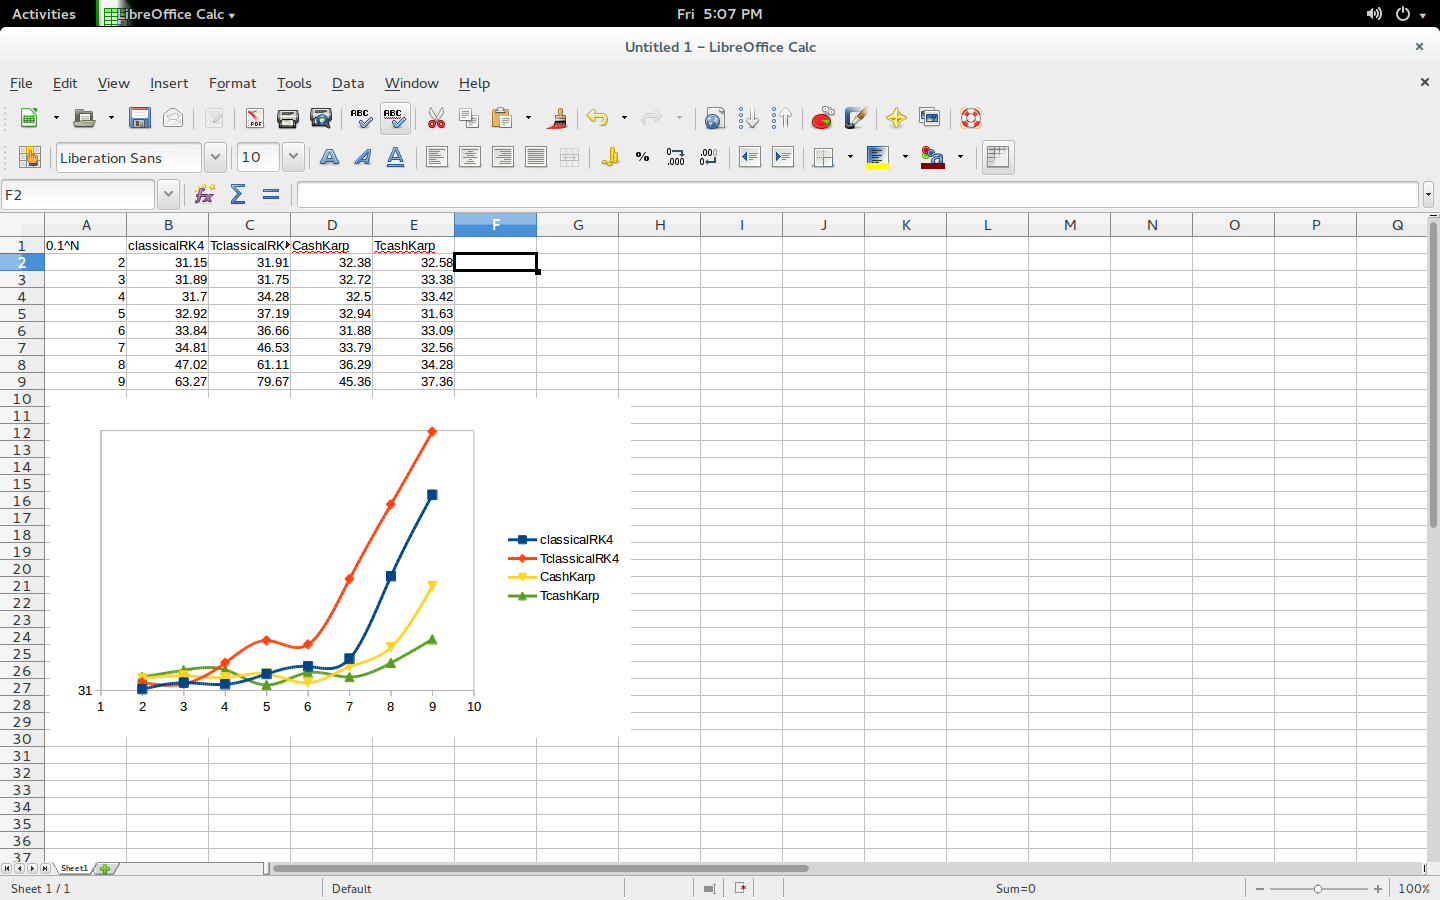 Activities LibreOffice Calc Fri 5:07 PM
Untitled 1 – LibreOffice Calc
File Edit View Insert Format Tools Data Window Help
PDF ABC ABC
Liberation Sans 10 % .000 .000
F2
A B C D E F G H I J K L M N O P Q
1 0.1^N classicalRK4 TclassicalRK CashKarp TcashKarp
2 2 31.15 31.91 32.38 32.58
3 3 31.89 31.75 32.72 33.38
4 4 31.7 34.28 32.5 33.42
5 5 32.92 37.19 32.94 31.63
6 6 33.84 36.66 31.88 33.09
7 7 34.81 46.53 33.79 32.56
8 8 47.02 61.11 36.29 34.28
9 9 63.27 79.67 45.36 37.36
10
11
12
13
14
15
16
17
18
19
20
21
22
23
24
25
26
27
28
29
30
31
32
33
34
35
36
37
classicalRK4
TclassicalRK4
CashKarp
TcashKarp
31
1 2 3 4 5 6 7 8 9 10
Sheet1
Sheet 1 / 1 Default Sum=0 100%